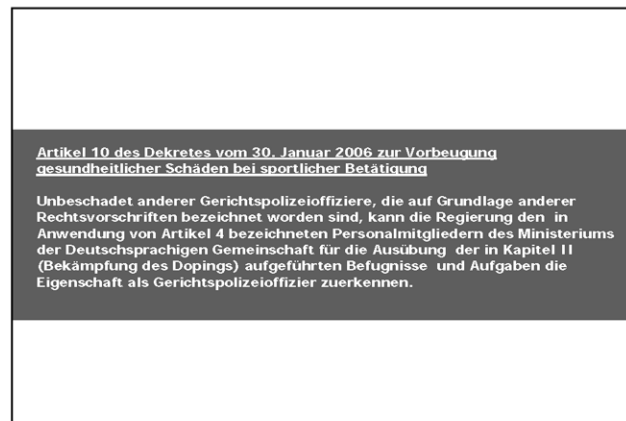 Artikel 10 des Dekretes vom 30. Januar 2006 zur Vorbeugung
gesundheitlicher Schäden bei sportlicher Betätigung
Unbeschadet anderer Gerichtspolizeioffiziere, die auf Grundlage anderer
Rechtsvorschriften bezeichnet worden sind, kann die Regierung den in
Anwendung von Artikel 4 bezeichneten Personalmitgliedern des Ministeriums
der Deutschsprachigen Gemeinschaft für die Ausübung der in Kapitel II
(Bekämpfung des Dopings) aufgeführten Befugnisse und Aufgaben die
Eigenschaft als Gerichtspolizeioffizier zuerkennen.